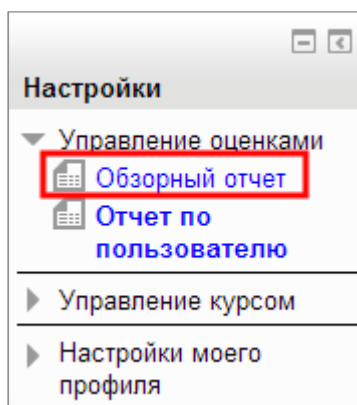 Настройки
Управление оценками
Обзорный отчет
Отчет по
пользователю
Управление курсом
Настройки моего
профиля